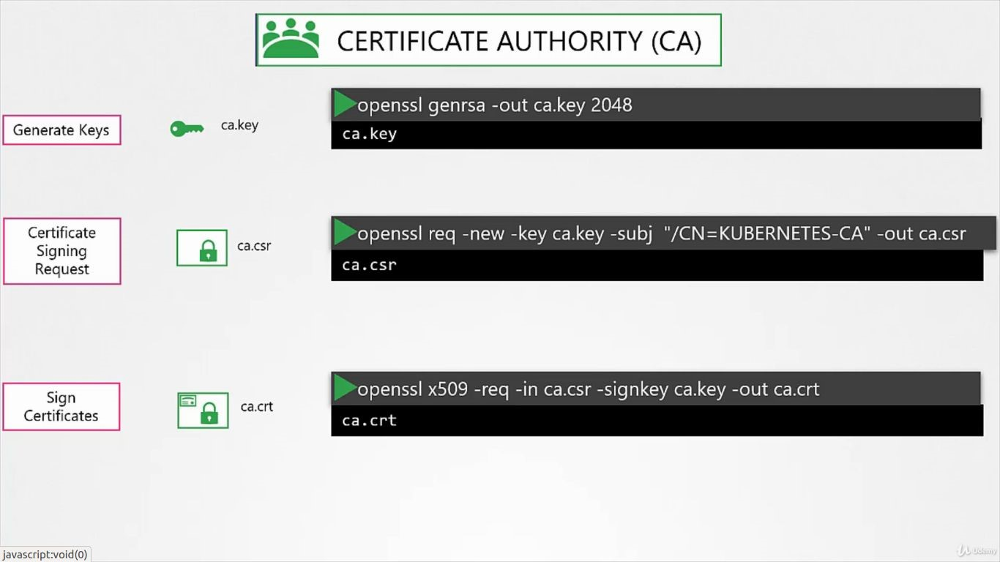 CERTIFICATE AUTHORITY (CA)
Generate Keys
ca.key
openssl genrsa -out ca.key 2048
ca.key
Certificate
Signing
Request
ca.csr
openssl req -new -key ca.key -subj "/CN=KUBERNETES-CA" -out ca.csr
ca.csr
Sign
Certificates
ca.crt
openssl x509 -req -in ca.csr -signkey ca.key -out ca.crt
ca.crt
javascript:void(0)
Udemy